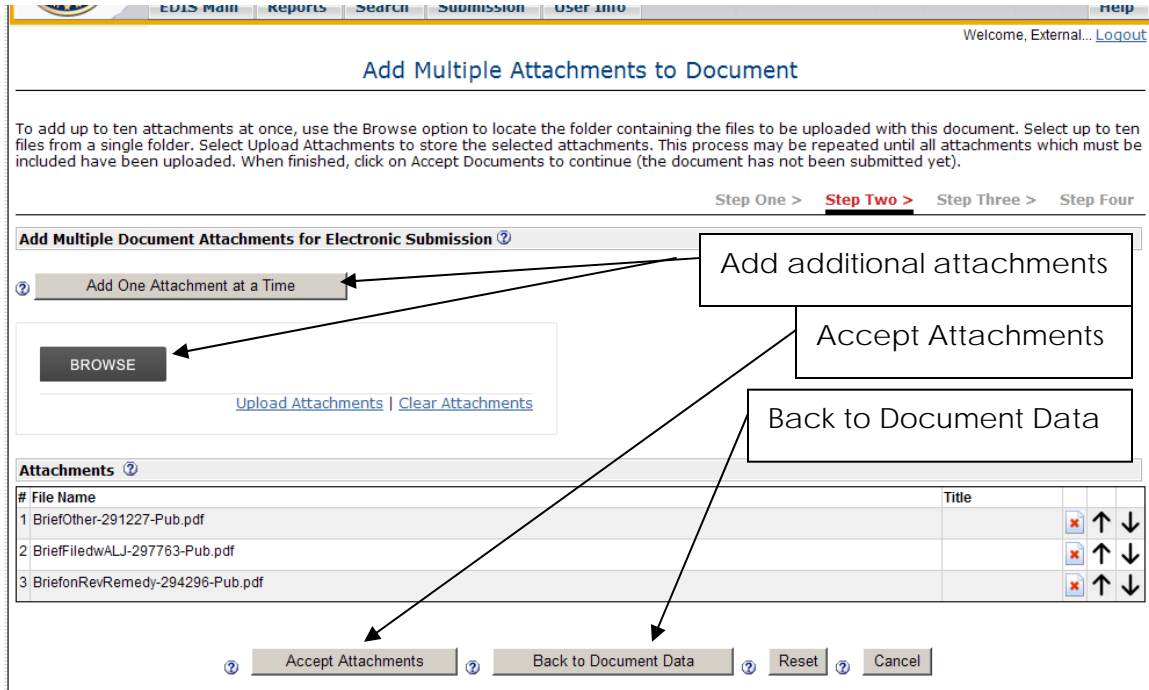 EDIS Main Reports Search Submission User Info Help
Welcome, External... Logout
Add Multiple Attachments to Document
To add up to ten attachments at once, use the Browse option to locate the folder containing the files to be uploaded with this document. Select up to ten
files from a single folder. Select Upload Attachments to store the selected attachments. This process may be repeated until all attachments which must be
included have been uploaded. When finished, click on Accept Documents to continue (the document has not been submitted yet).
Step One > Step Two > Step Three > Step Four
Add Multiple Document Attachments for Electronic Submission ?
Add additional attachments
? Add One Attachment at a Time
Accept Attachments
BROWSE
Upload Attachments | Clear Attachments
Back to Document Data
Attachments ?
# File Name Title
1 BriefOther-291227-Pub.pdf
2 BriefFiledwALJ-297763-Pub.pdf
3 BriefonRevRemedy-294296-Pub.pdf
? Accept Attachments ? Back to Document Data ? Reset ? Cancel